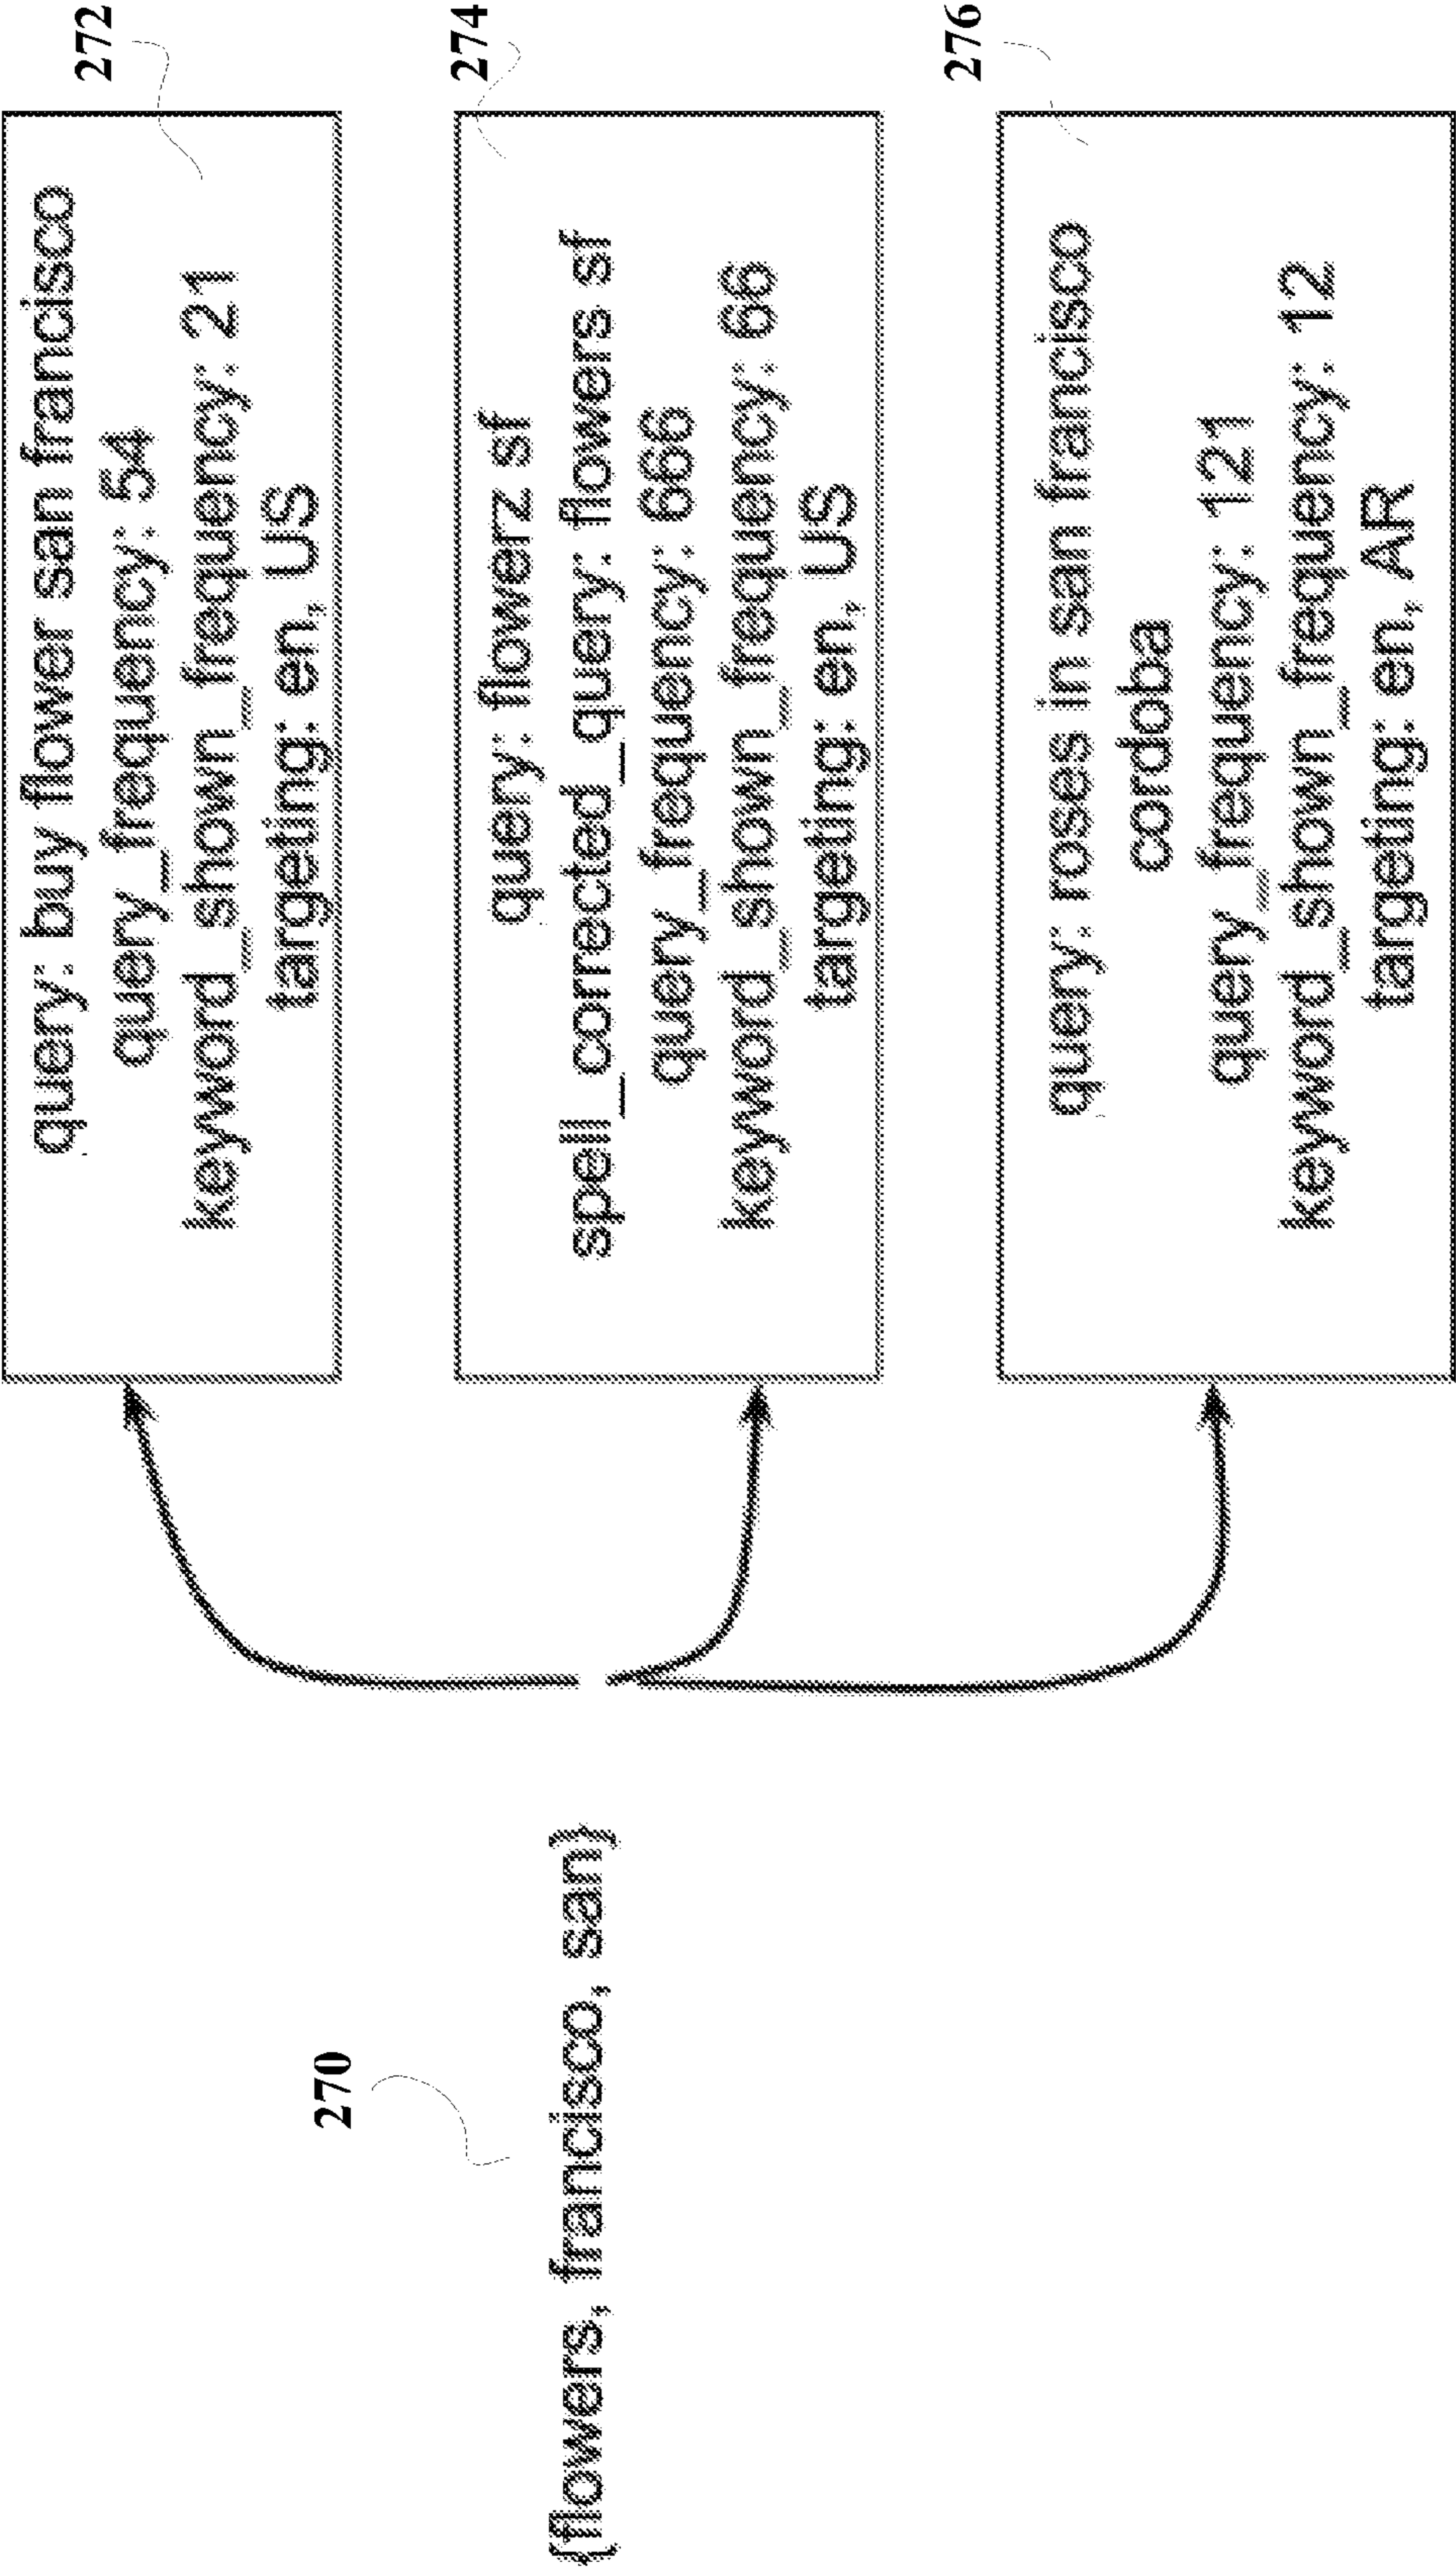 270
{flowers, francisco, san}
272
query: buy flower san francisco
query_frequency: 54
keyword_shown_frequency: 21
targeting: en, US
274
query: flowerz sf
spell_corrected_query: flowers sf
query_frequency: 666
keyword_shown_frequency: 66
targeting: en, US
276
query: roses in san francisco
cordoba
query_frequency: 121
keyword_shown_frequency: 12
targeting: en, AR